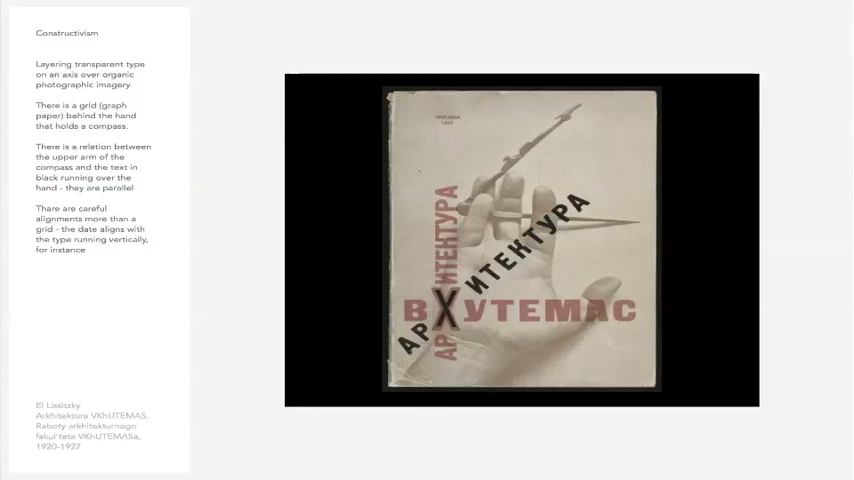 Constructivism
Layering transparent type
on an axis over organic
photographic imagery
There is a grid (graph
paper) behind the hand
that holds a compass.
There is a relation between
the upper arm of the
compass and the text in
black running over the
hand - they are parallel
Thare are careful
alignments more than a
grid - the date aligns with
the type running vertically,
for instance
El Lissitzky
Arkhitektura VKhUTEMAS.
Raboty arkhitekturnogo
fakul'teta VKhUTEMASa,
1920-1927
МОСКВА
1927
АРХИТЕКТУРА
АРХИТЕКТУРА
ВХУТЕМАС